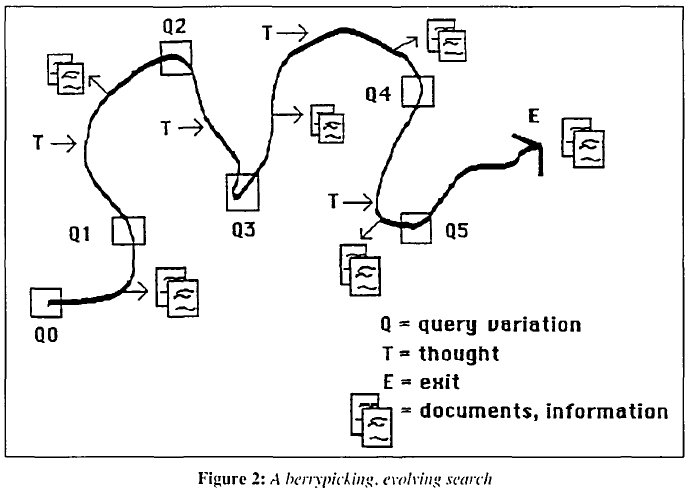 Q2
T
T
Q4
E
T
T
Q1
Q3
T
Q5
Q0
Q = query variation
T = thought
E = exit
= documents, information
Figure 2: A berrypicking, evolving search